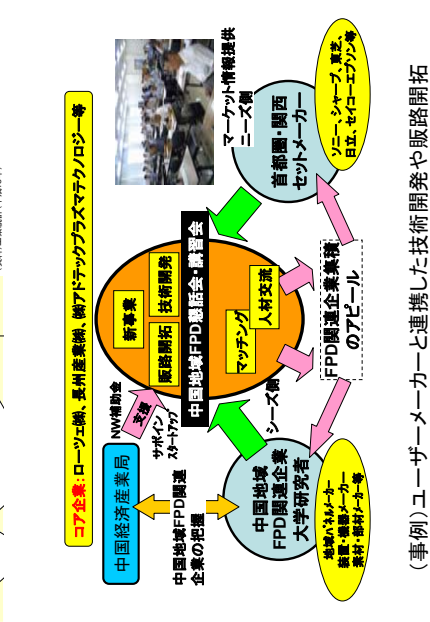 コア企業：ローツェ㈱、長州産業㈱、㈱アドテックプラズマテクノロジー等
中国経済産業局
NW補助金
支援
サポイン
スタートアップ
中国地域FPD関連
企業の把握
新事業
販路開拓
技術開発
中国地域FPD懇話会・講習会
マッチング
人材交流
マーケット情報提供
ニーズ側
シーズ側
首都圏・関西
セットメーカー
ソニー、シャープ、東芝、
日立、セイコーエプソン等
中国地域
FPD関連企業
大学研究者
地域パネルメーカー
装置・機器メーカー
素材・部材メーカー等
FPD関連企業集積
のアピール
(事例)ユーザーメーカーと連携した技術開発や販路開拓